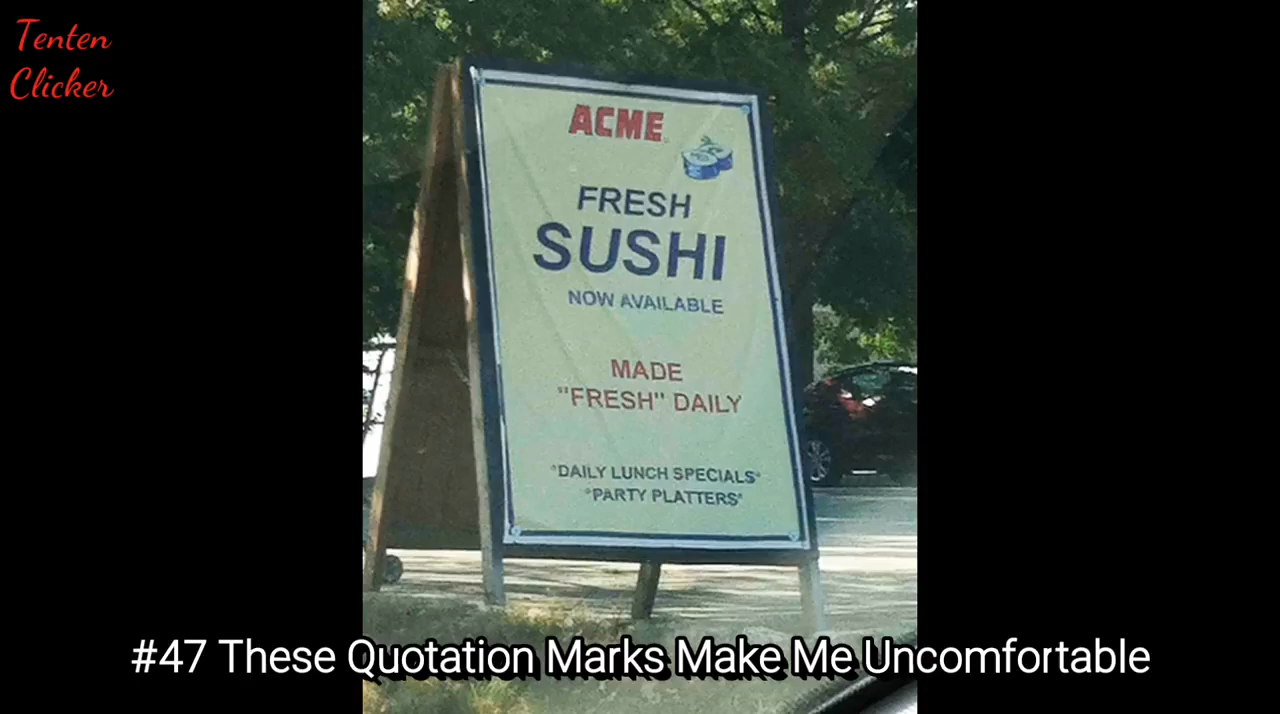 Tenten
Clicker
ACME
FRESH
SUSHI
NOW AVAILABLE
MADE
"FRESH" DAILY
*DAILY LUNCH SPECIALS*
*PARTY PLATTERS*
#47 These Quotation Marks Make Me Uncomfortable